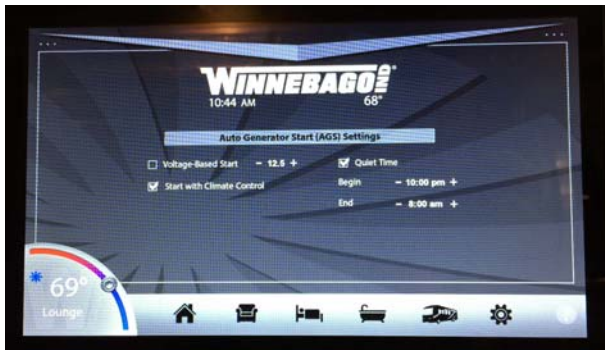 WINNEBAGO IND®
10:44 AM 68°
Auto Generator Start (AGS) Settings
Voltage-Based Start - 12.5 + Quiet Time
Start with Climate Control Begin - 10:00 pm +
End - 8:00 am +
69°
Lounge